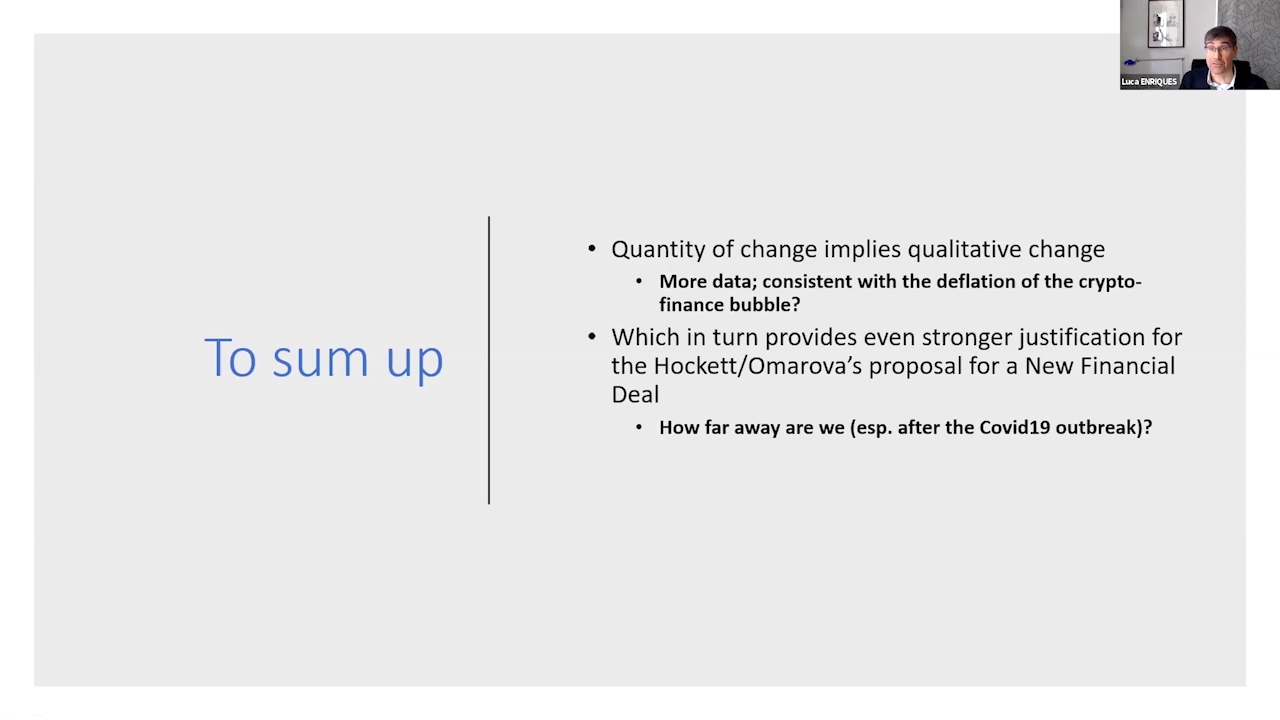 Luca ENRIQUES
To sum up
• Quantity of change implies qualitative change
• More data; consistent with the deflation of the crypto-
finance bubble?
• Which in turn provides even stronger justification for
the Hockett/Omarova’s proposal for a New Financial
Deal
• How far away are we (esp. after the Covid19 outbreak)?